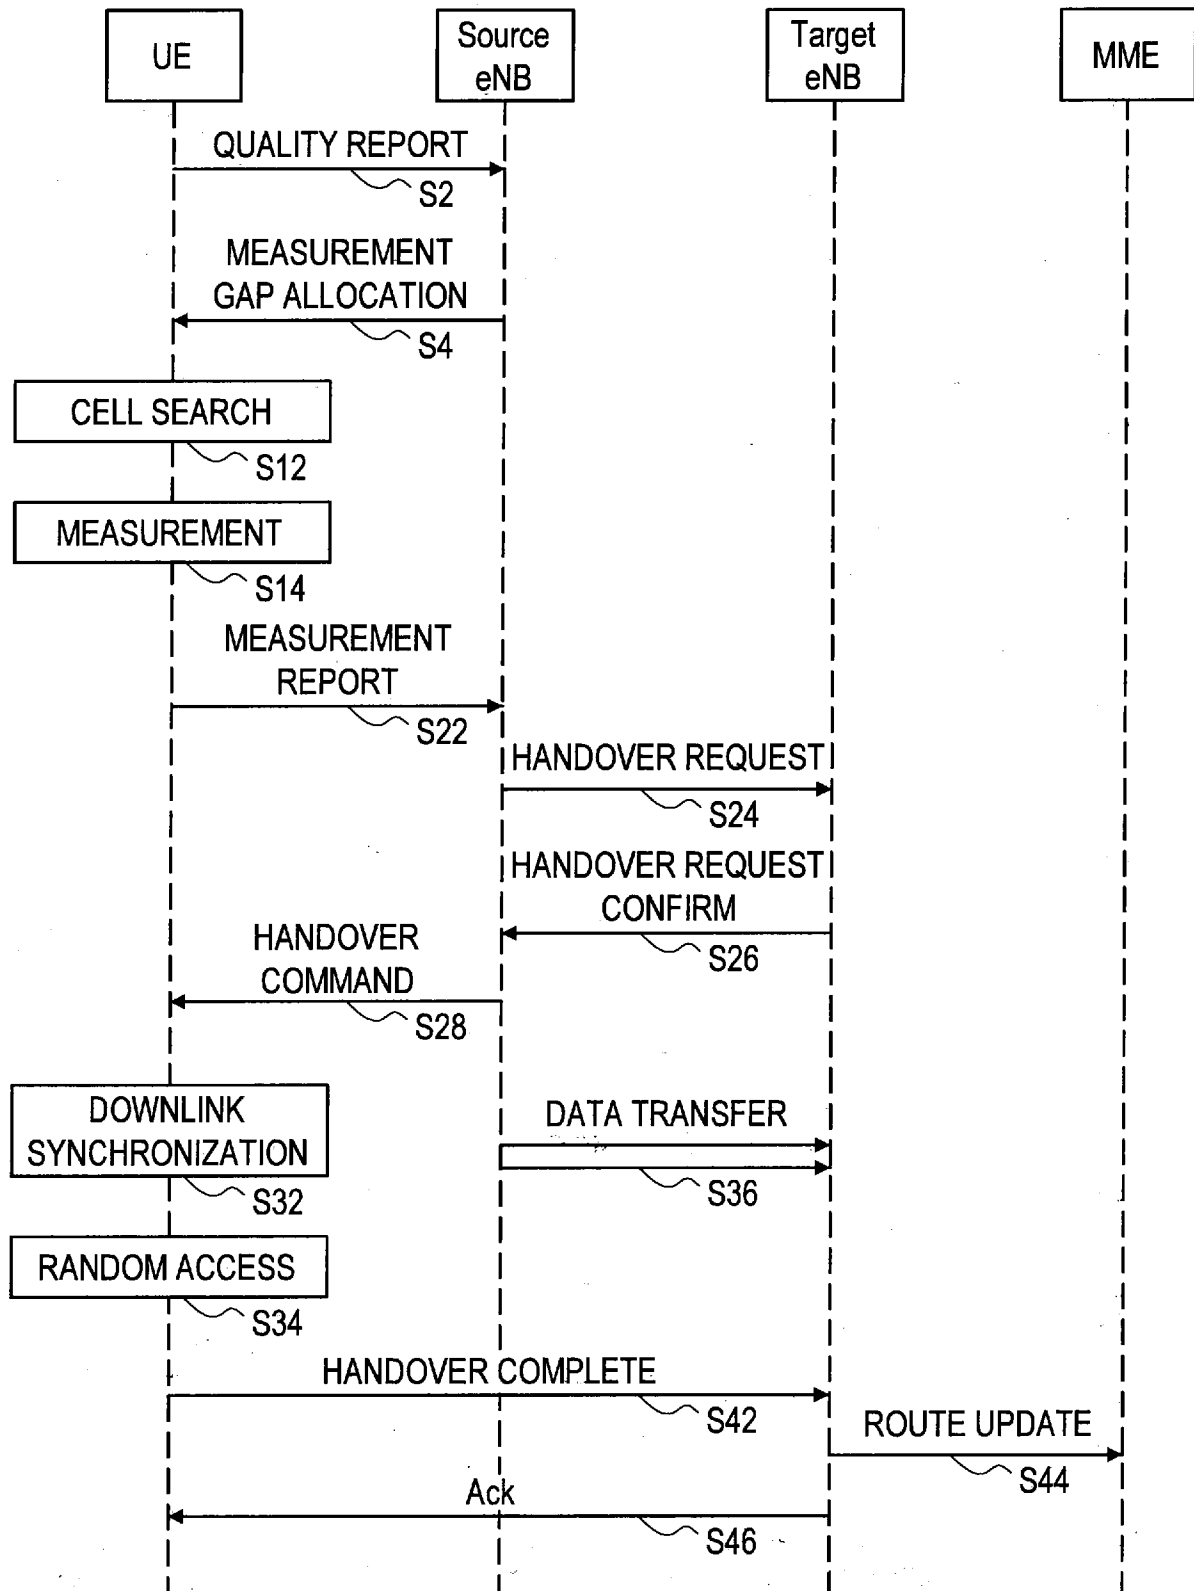 UE
Source
eNB
Target
eNB
MME
QUALITY REPORT
S2
MEASUREMENT
GAP ALLOCATION
S4
CELL SEARCH
S12
MEASUREMENT
S14
MEASUREMENT
REPORT
S22
HANDOVER REQUEST
S24
HANDOVER REQUEST
CONFIRM
S26
HANDOVER
COMMAND
S28
DOWNLINK
SYNCHRONIZATION
S32
DATA TRANSFER
S36
RANDOM ACCESS
S34
HANDOVER COMPLETE
S42
ROUTE UPDATE
S44
Ack
S46